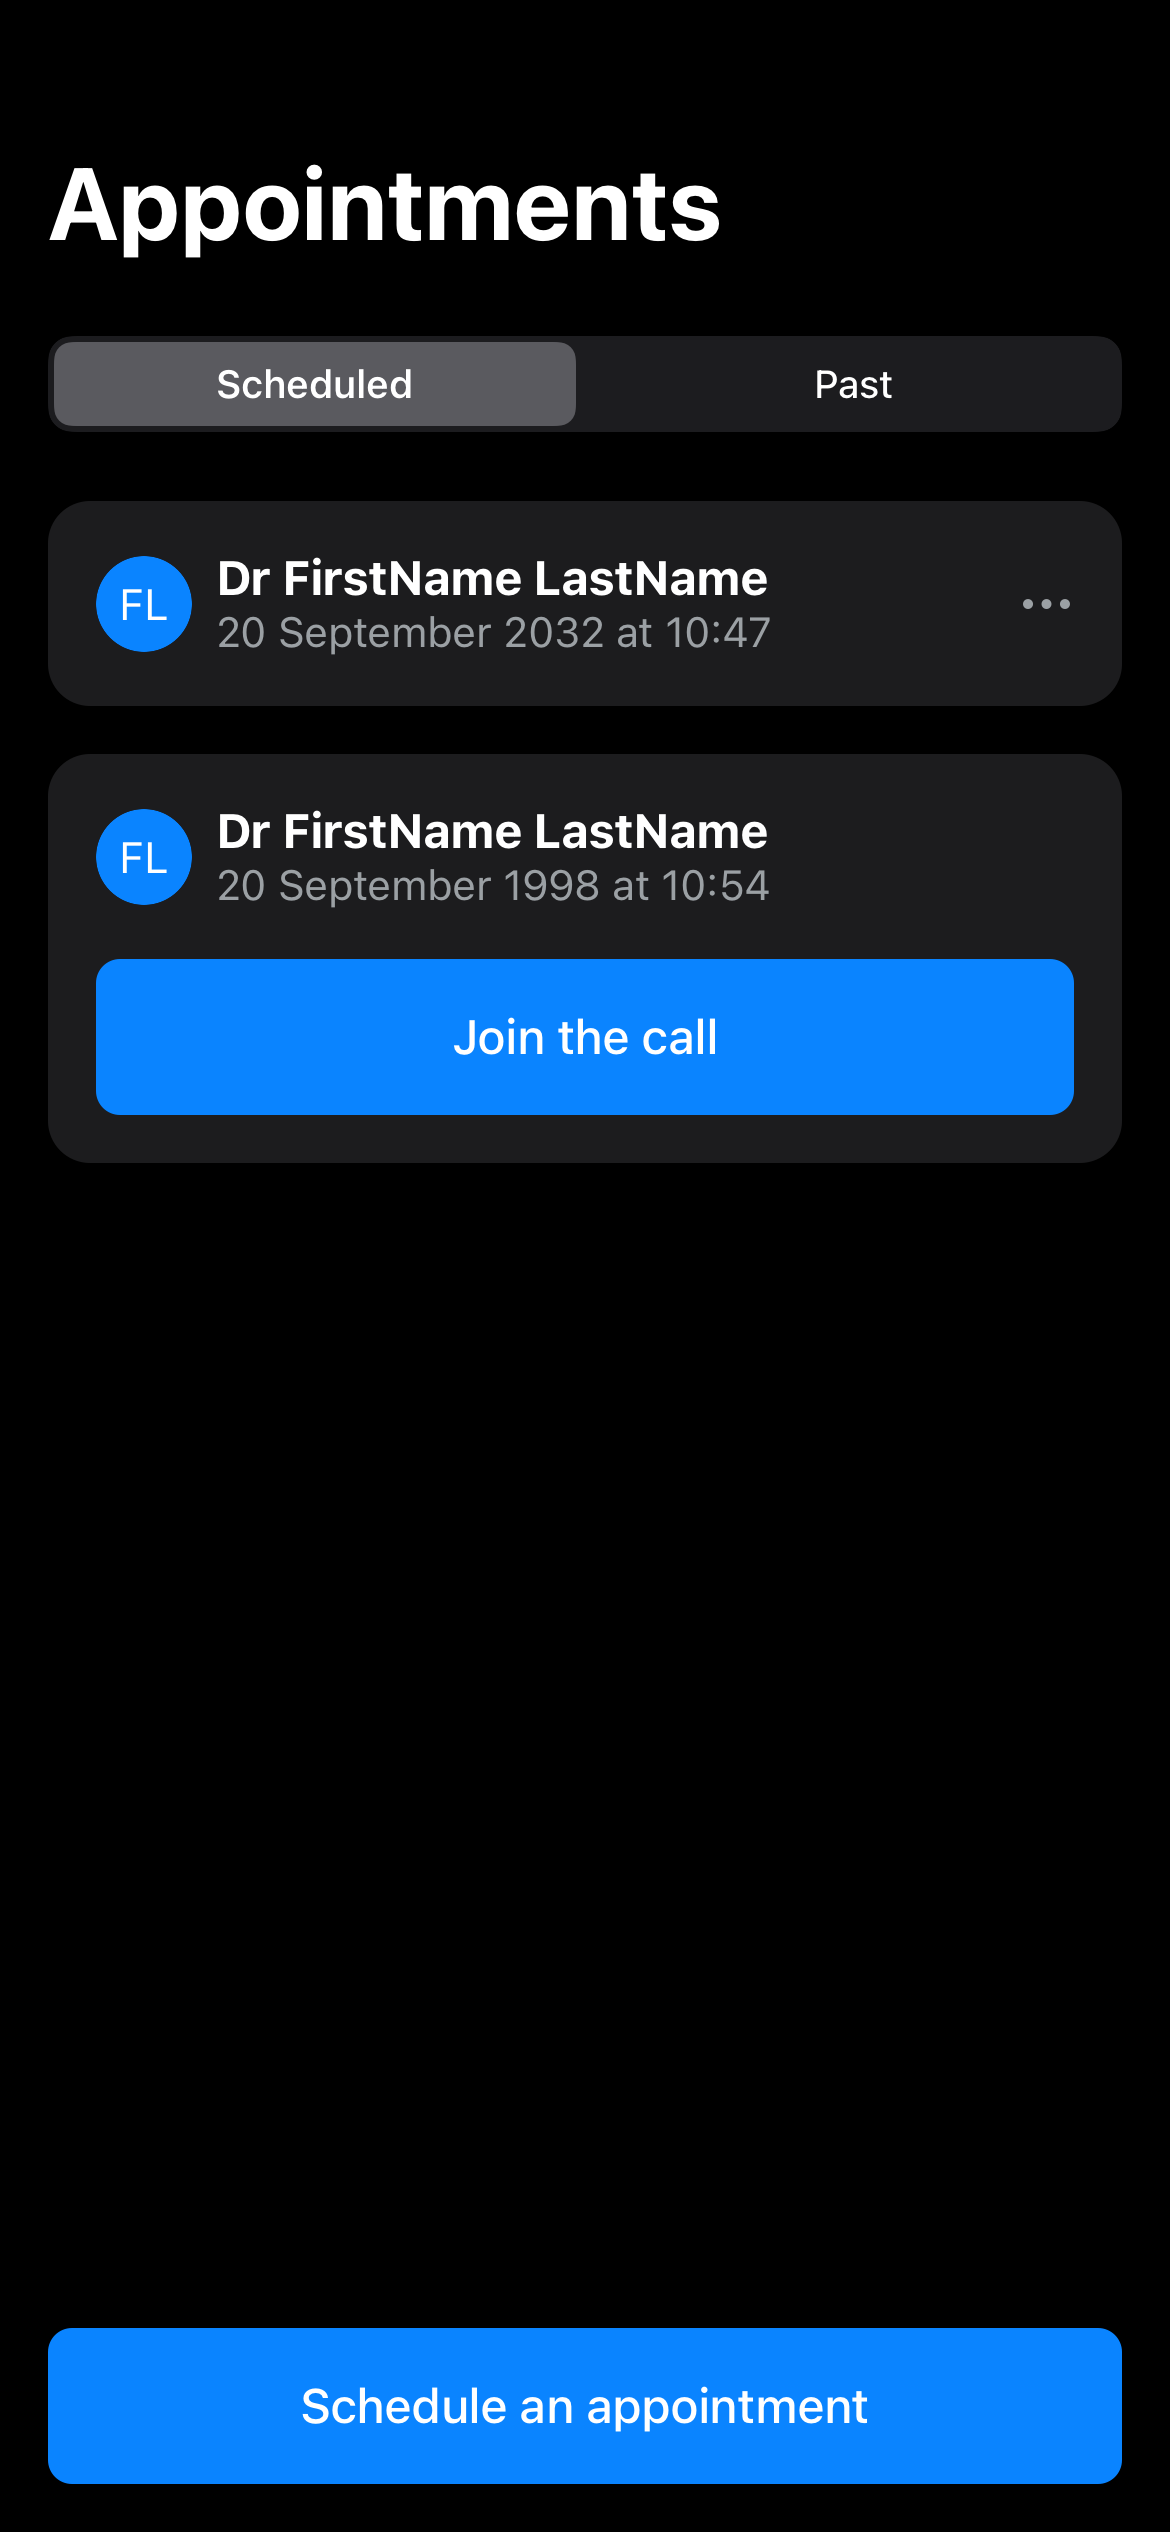 Appointments
Scheduled
Past
FL
Dr FirstName LastName
20 September 2032 at 10:47
FL
Dr FirstName LastName
20 September 1998 at 10:54
Join the call
Schedule an appointment